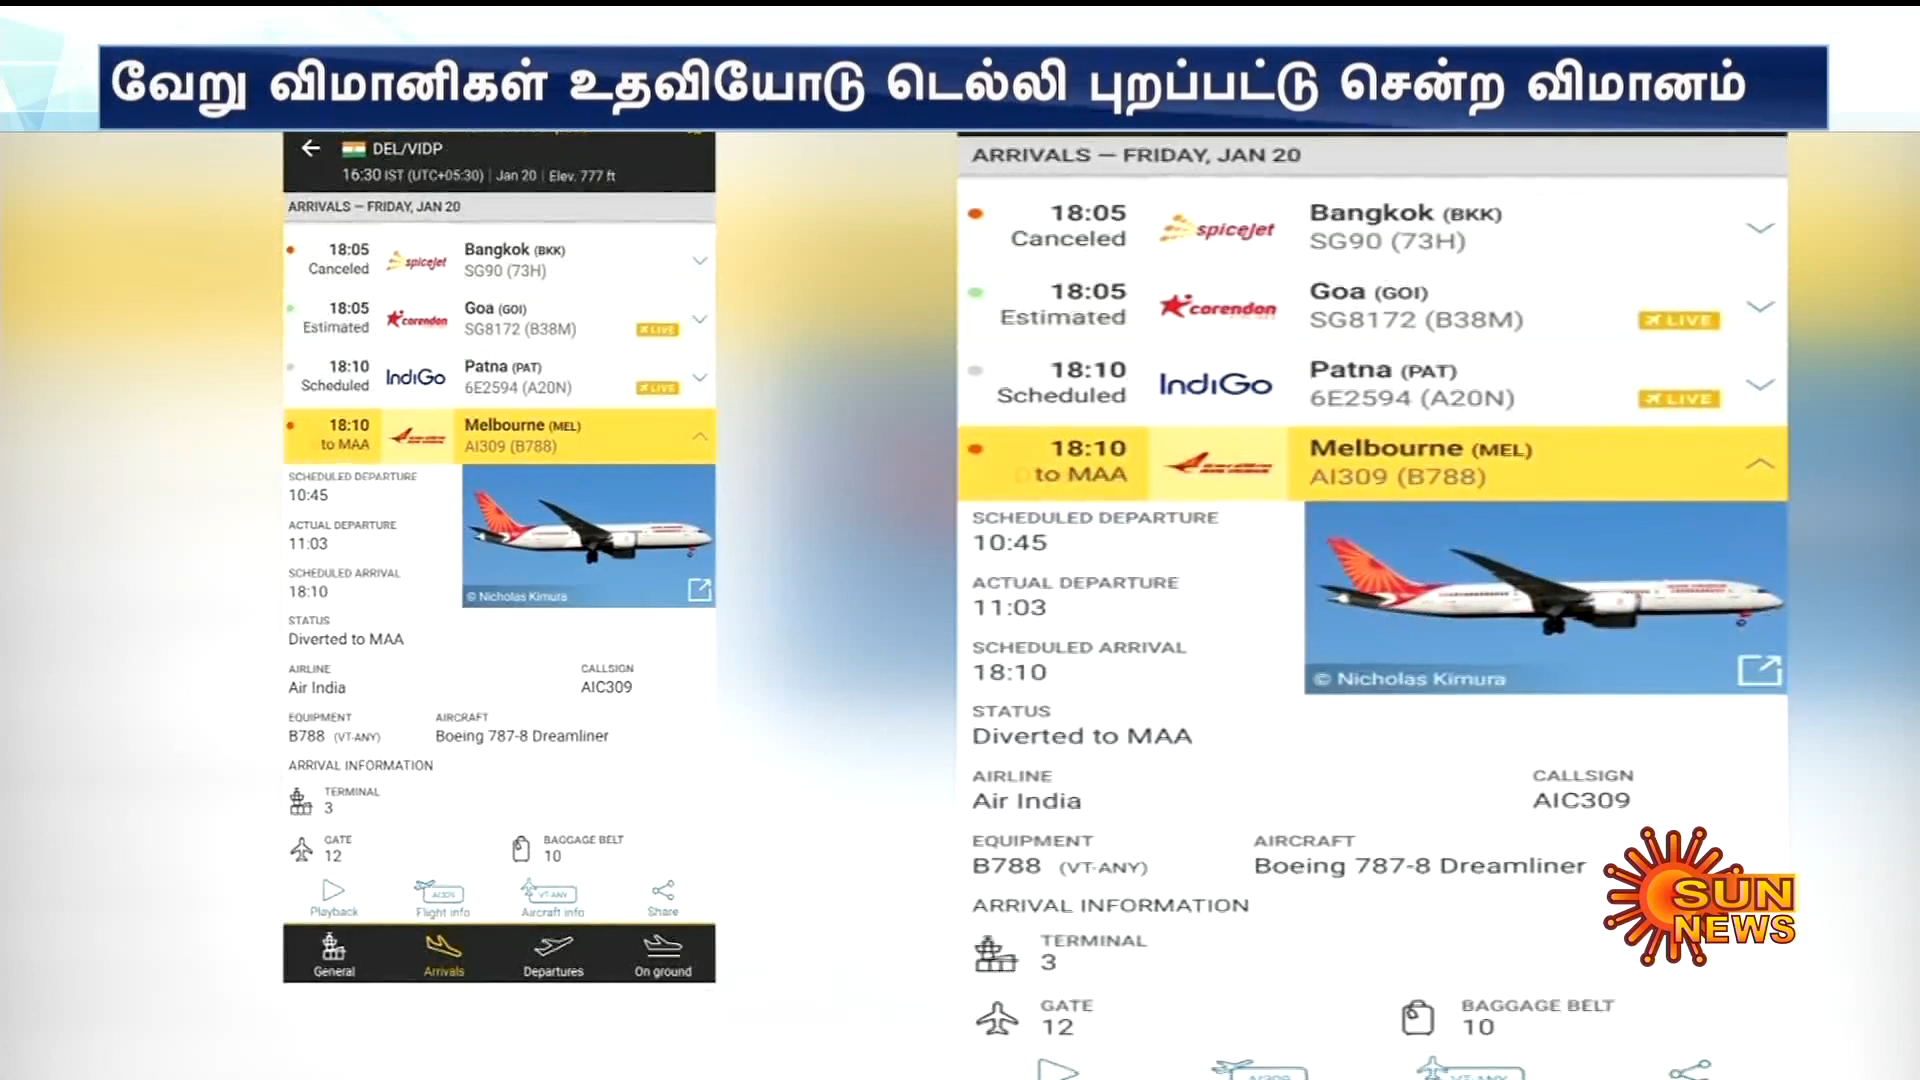 வேறு விமானிகள் உதவியோடு டெல்லி புறப்பட்டு சென்ற விமானம்
DEL/VIDP
16:30 IST (UTC+05:30) | Jan 20 | Elev. 777 ft
ARRIVALS — FRIDAY, JAN 20
18:05 spicejet Bangkok (BKK)
Canceled SG90 (73H)
18:05 corendon Goa (GOI)
Estimated SG8172 (B38M) LIVE
18:10 IndiGo Patna (PAT)
Scheduled 6E2594 (A20N) LIVE
18:10 Melbourne (MEL)
to MAA AI309 (B788)
SCHEDULED DEPARTURE
10:45
ACTUAL DEPARTURE
11:03
SCHEDULED ARRIVAL
18:10
© Nicholas Kimura
STATUS
Diverted to MAA
AIRLINE CALLSIGN
Air India AIC309
EQUIPMENT AIRCRAFT
B788 (VT-ANY) Boeing 787-8 Dreamliner
ARRIVAL INFORMATION
TERMINAL
3
GATE BAGGAGE BELT
12 10
AI309 VT-ANY
Playback Flight info Aircraft info Share
General Arrivals Departures On ground
ARRIVALS — FRIDAY, JAN 20
18:05 spicejet Bangkok (BKK)
Canceled SG90 (73H)
18:05 corendon Goa (GOI)
Estimated SG8172 (B38M) LIVE
18:10 IndiGo Patna (PAT)
Scheduled 6E2594 (A20N) LIVE
18:10 Melbourne (MEL)
to MAA AI309 (B788)
SCHEDULED DEPARTURE
10:45
ACTUAL DEPARTURE
11:03
SCHEDULED ARRIVAL
18:10
© Nicholas Kimura
STATUS
Diverted to MAA
AIRLINE CALLSIGN
Air India AIC309
EQUIPMENT AIRCRAFT
B788 (VT-ANY) Boeing 787-8 Dreamliner
ARRIVAL INFORMATION
TERMINAL
3
GATE BAGGAGE BELT
12 10
AI309 VT-ANY
SUN
NEWS